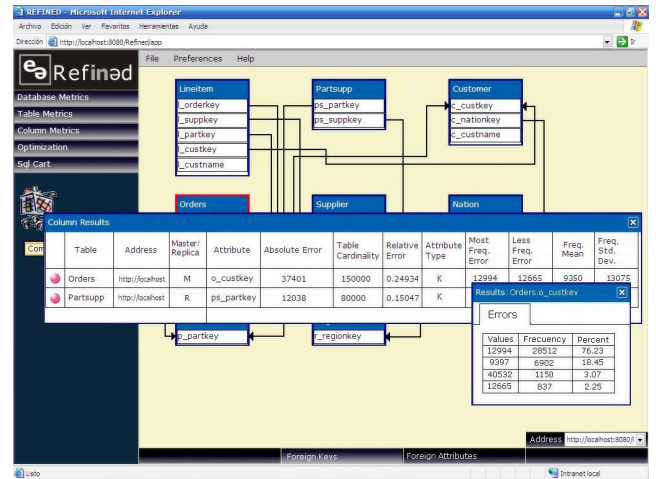 REFINED - Microsoft Internet Explorer
Archivo Edición Ver Favoritos Herramientas Ayuda
Dirección http://localhost:8080/Refined/app Ir
Refinəd
File Preferences Help
Database Metrics
Table Metrics
Column Metrics
Optimization
Sql Cart
Lineitem
l_orderkey
l_suppkey
l_partkey
l_custkey
l_custname
Partsupp
ps_partkey
ps_suppkey
Customer
c_custkey
c_nationkey
c_custname
Orders
Supplier
Nation
Com
Column Results
Table Address Master/Replica Attribute Absolute Error Table Cardinality Relative Error Attribute Type Most Freq. Error Less Freq. Error Freq. Mean Freq. Std. Dev.
Orders http://localhost M o_custkey 37401 150000 0.24934 K 12994 12665 9350 13075
Partsupp http://localhost R ps_partkey 12038 80000 0.15047 K
p_partkey
r_regionkey
Results: Orders.o_custkey
Errors
Values Frecuency Percent
12994 28512 76.23
9397 6902 18.45
40532 1150 3.07
12665 837 2.25
Address http://localhost:8080/
Foreign Keys Foreign Attributes
Listo Intranet local